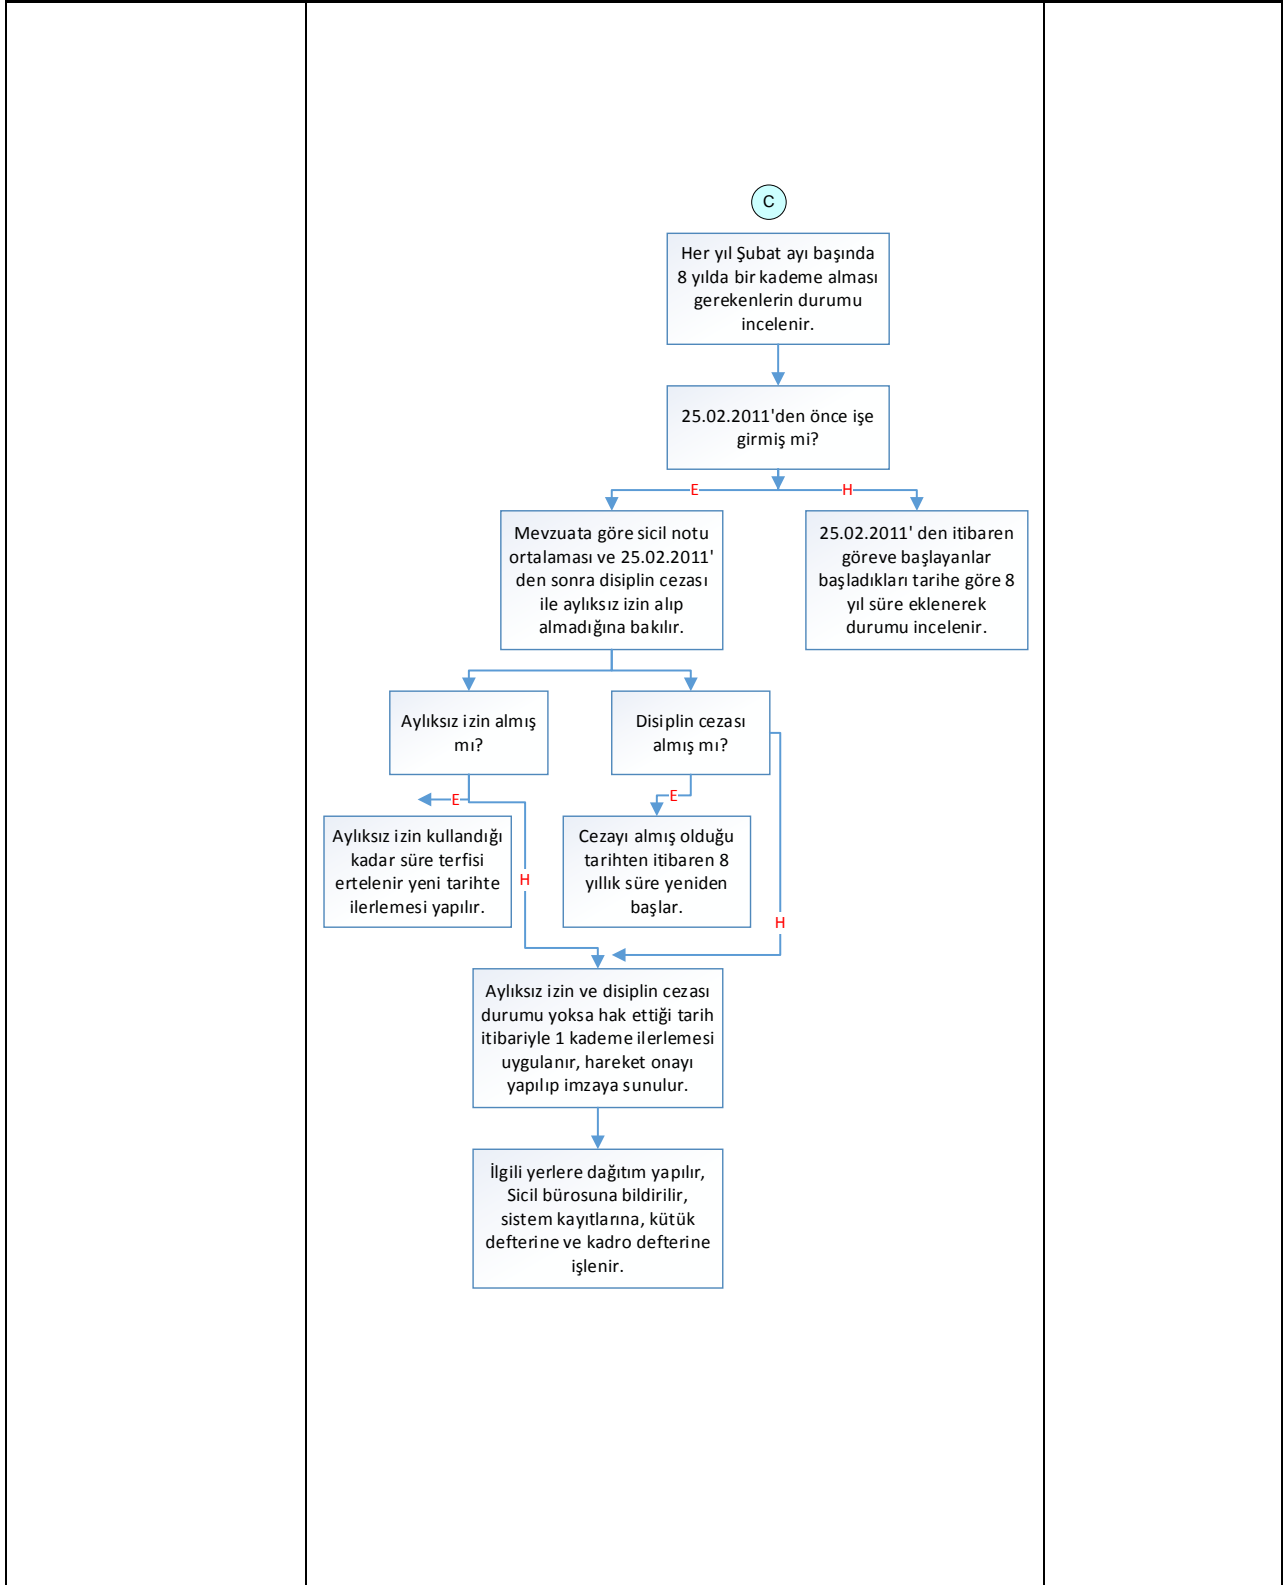 C
Her yıl Şubat ayı başında
8 yılda bir kademe alması
gerekenlerin durumu
incelenir.
25.02.2011'den önce işe
girmiş mi?
E
H
Mevzuata göre sicil notu
ortalaması ve 25.02.2011'
den sonra disiplin cezası
ile aylıksız izin alıp
almadığına bakılır.
25.02.2011' den itibaren
göreve başlayanlar
başladıkları tarihe göre 8
yıl süre eklenerek
durumu incelenir.
Aylıksız izin almış
mı?
Disiplin cezası
almış mı?
E
E
Aylıksız izin kullandığı
kadar süre terfisi
ertelenir yeni tarihte
ilerlemesi yapılır.
H
Cezayı almış olduğu
tarihten itibaren 8
yıllık süre yeniden
başlar.
H
Aylıksız izin ve disiplin cezası
durumu yoksa hak ettiği tarih
itibariyle 1 kademe ilerlemesi
uygulanır, hareket onayı
yapılıp imzaya sunulur.
İlgili yerlere dağıtım yapılır,
Sicil bürosuna bildirilir,
sistem kayıtlarına, kütük
defterine ve kadro defterine
işlenir.